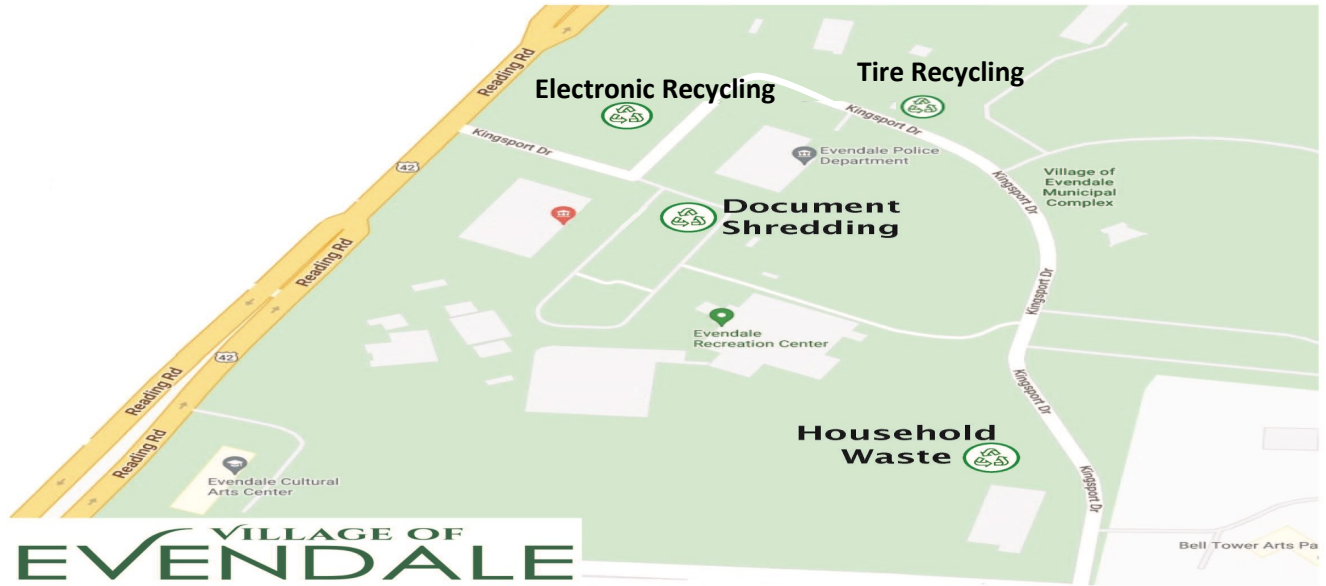 Reading Rd
Electronic Recycling
Tire Recycling
Kingsport Dr
Kingsport Dr
42
Evendale Police
Department
Village of
Evendale
Municipal
Complex
Kingsport Dr
Document
Shredding
Reading Rd
Kingsport Dr
Evendale
Recreation Center
42
Reading Rd
Kingsport Dr
Household
Waste
Reading Rd
Kingsport Dr
Evendale Cultural
Arts Center
Bell Tower Arts Pa
VILLAGE OF
EVENDALE